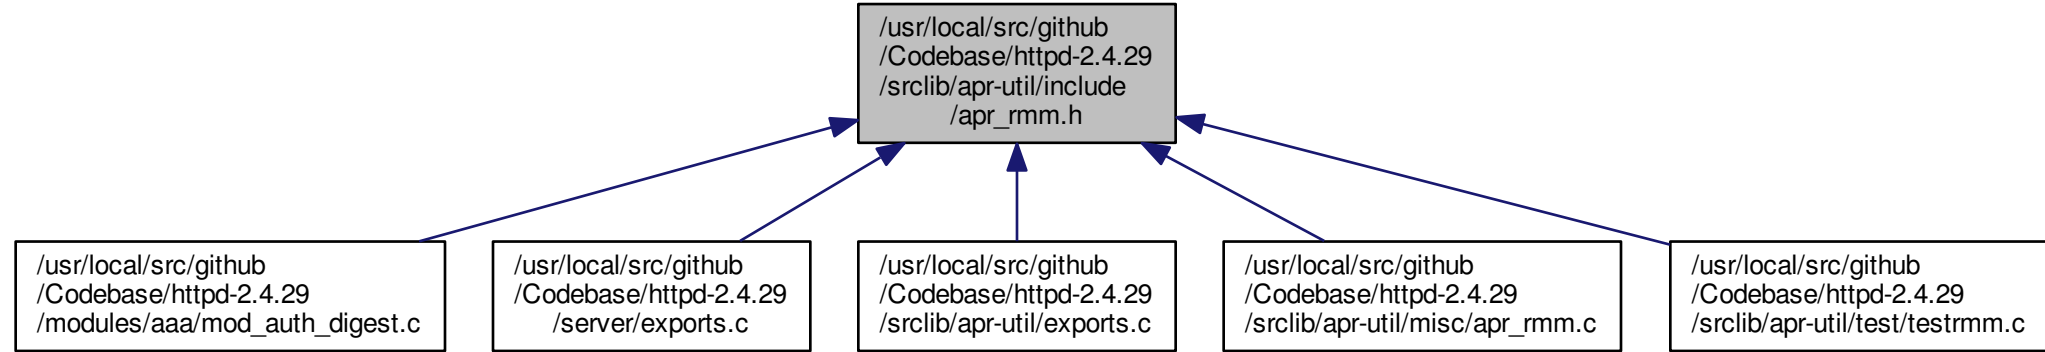 /usr/local/src/github
/Codebase/httpd-2.4.29
/srclib/apr-util/include
/apr_rmm.h
/usr/local/src/github
/Codebase/httpd-2.4.29
/modules/aaa/mod_auth_digest.c
/usr/local/src/github
/Codebase/httpd-2.4.29
/server/exports.c
/usr/local/src/github
/Codebase/httpd-2.4.29
/srclib/apr-util/exports.c
/usr/local/src/github
/Codebase/httpd-2.4.29
/srclib/apr-util/misc/apr_rmm.c
/usr/local/src/github
/Codebase/httpd-2.4.29
/srclib/apr-util/test/testrmm.c